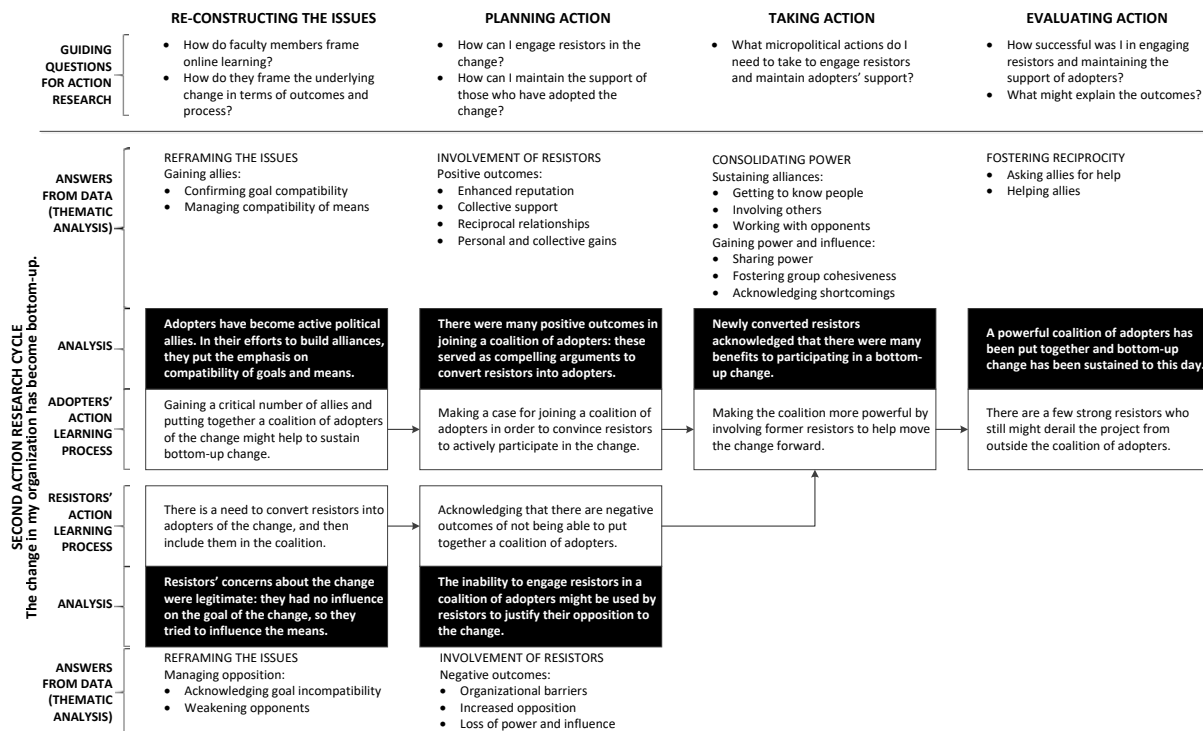 RE-CONSTRUCTING THE ISSUES
PLANNING ACTION
TAKING ACTION
EVALUATING ACTION
GUIDING
QUESTIONS
FOR ACTION
RESEARCH
• How do faculty members frame
online learning?
• How do they frame the underlying
change in terms of outcomes and
process?
• How can I engage resistors in the
change?
• How can I maintain the support of
those who have adopted the
change?
• What micropolitical actions do I
need to take to engage resistors
and maintain adopters' support?
• How successful was I in engaging
resistors and maintaining the
support of adopters?
• What might explain the outcomes?
SECOND ACTION RESEARCH CYCLE
The change in my organization has become bottom-up.
ANSWERS
FROM DATA
(THEMATIC
ANALYSIS)
REFRAMING THE ISSUES
Gaining allies:
• Confirming goal compatibility
• Managing compatibility of means
INVOLVEMENT OF RESISTORS
Positive outcomes:
• Enhanced reputation
• Collective support
• Reciprocal relationships
• Personal and collective gains
CONSOLIDATING POWER
Sustaining alliances:
• Getting to know people
• Involving others
• Working with opponents
Gaining power and influence:
• Sharing power
• Fostering group cohesiveness
• Acknowledging shortcomings
FOSTERING RECIPROCITY
• Asking allies for help
• Helping allies
ANALYSIS
Adopters have become active political
allies. In their efforts to build alliances,
they put the emphasis on
compatibility of goals and means.
There were many positive outcomes in
joining a coalition of adopters: these
served as compelling arguments to
convert resistors into adopters.
Newly converted resistors
acknowledged that there were many
benefits to participating in a bottom-
up change.
A powerful coalition of adopters has
been put together and bottom-up
change has been sustained to this day.
ADOPTERS'
ACTION
LEARNING
PROCESS
Gaining a critical number of allies and
putting together a coalition of adopters
of the change might help to sustain
bottom-up change.
Making a case for joining a coalition of
adopters in order to convince resistors
to actively participate in the change.
Making the coalition more powerful by
involving former resistors to help move
the change forward.
There are a few strong resistors who
still might derail the project from
outside the coalition of adopters.
RESISTORS'
ACTION
LEARNING
PROCESS
There is a need to convert resistors into
adopters of the change, and then
include them in the coalition.
Acknowledging that there are negative
outcomes of not being able to put
together a coalition of adopters.
ANALYSIS
Resistors' concerns about the change
were legitimate: they had no influence
on the goal of the change, so they
tried to influence the means.
The inability to engage resistors in a
coalition of adopters might be used by
resistors to justify their opposition to
the change.
ANSWERS
FROM DATA
(THEMATIC
ANALYSIS)
REFRAMING THE ISSUES
Managing opposition:
• Acknowledging goal incompatibility
• Weakening opponents
INVOLVEMENT OF RESISTORS
Negative outcomes:
• Organizational barriers
• Increased opposition
• Loss of power and influence